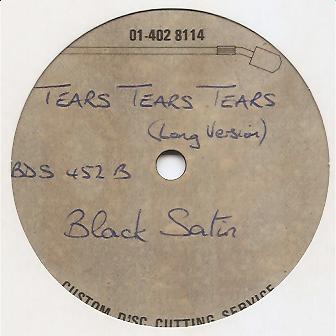 01-402 8114
TEARS TEARS TEARS
(Long Version)
BDS 452 B
Black Satin
CUSTOM DISC CUTTING SERVICE